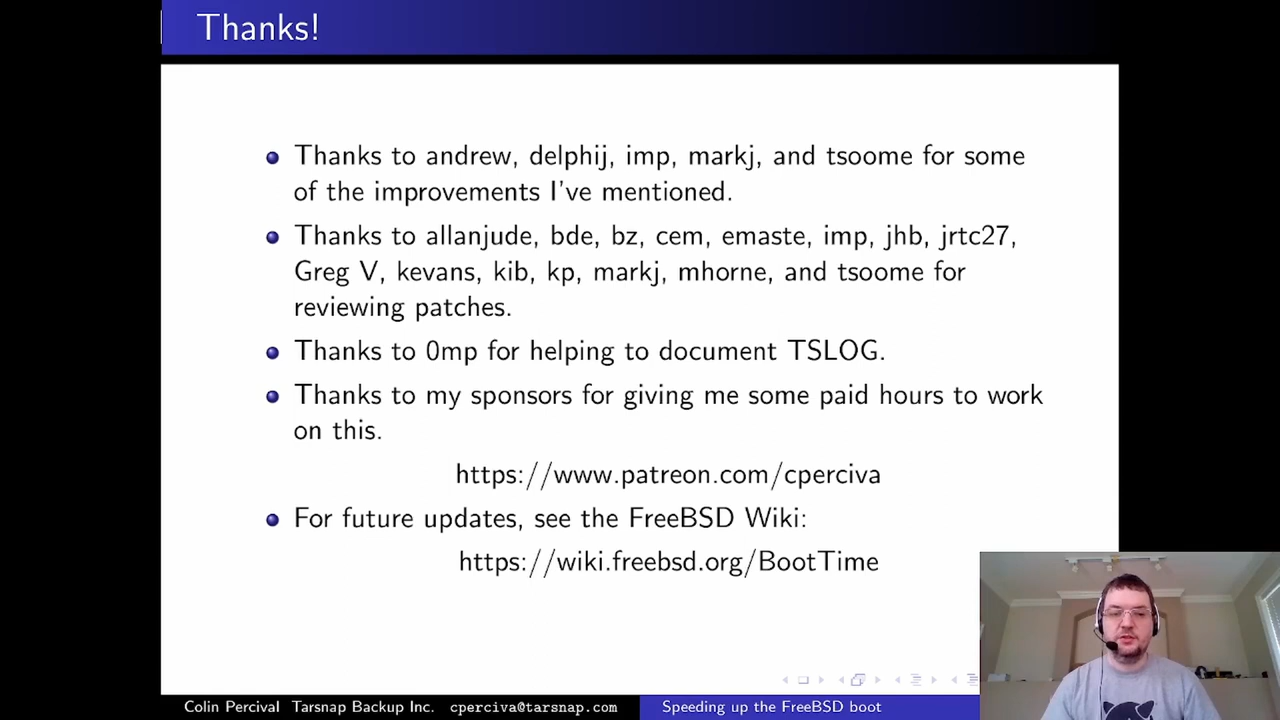 Thanks!
Thanks to andrew, delphij, imp, markj, and tsoome for some
of the improvements I've mentioned.
Thanks to allanjude, bde, bz, cem, emaste, imp, jhb, jrtc27,
Greg V, kevans, kib, kp, markj, mhorne, and tsoome for
reviewing patches.
Thanks to 0mp for helping to document TSLOG.
Thanks to my sponsors for giving me some paid hours to work
on this.
https://www.patreon.com/cperciva
For future updates, see the FreeBSD Wiki:
https://wiki.freebsd.org/BootTime
Colin Percival Tarsnap Backup Inc. cperciva@tarsnap.com
Speeding up the FreeBSD boot